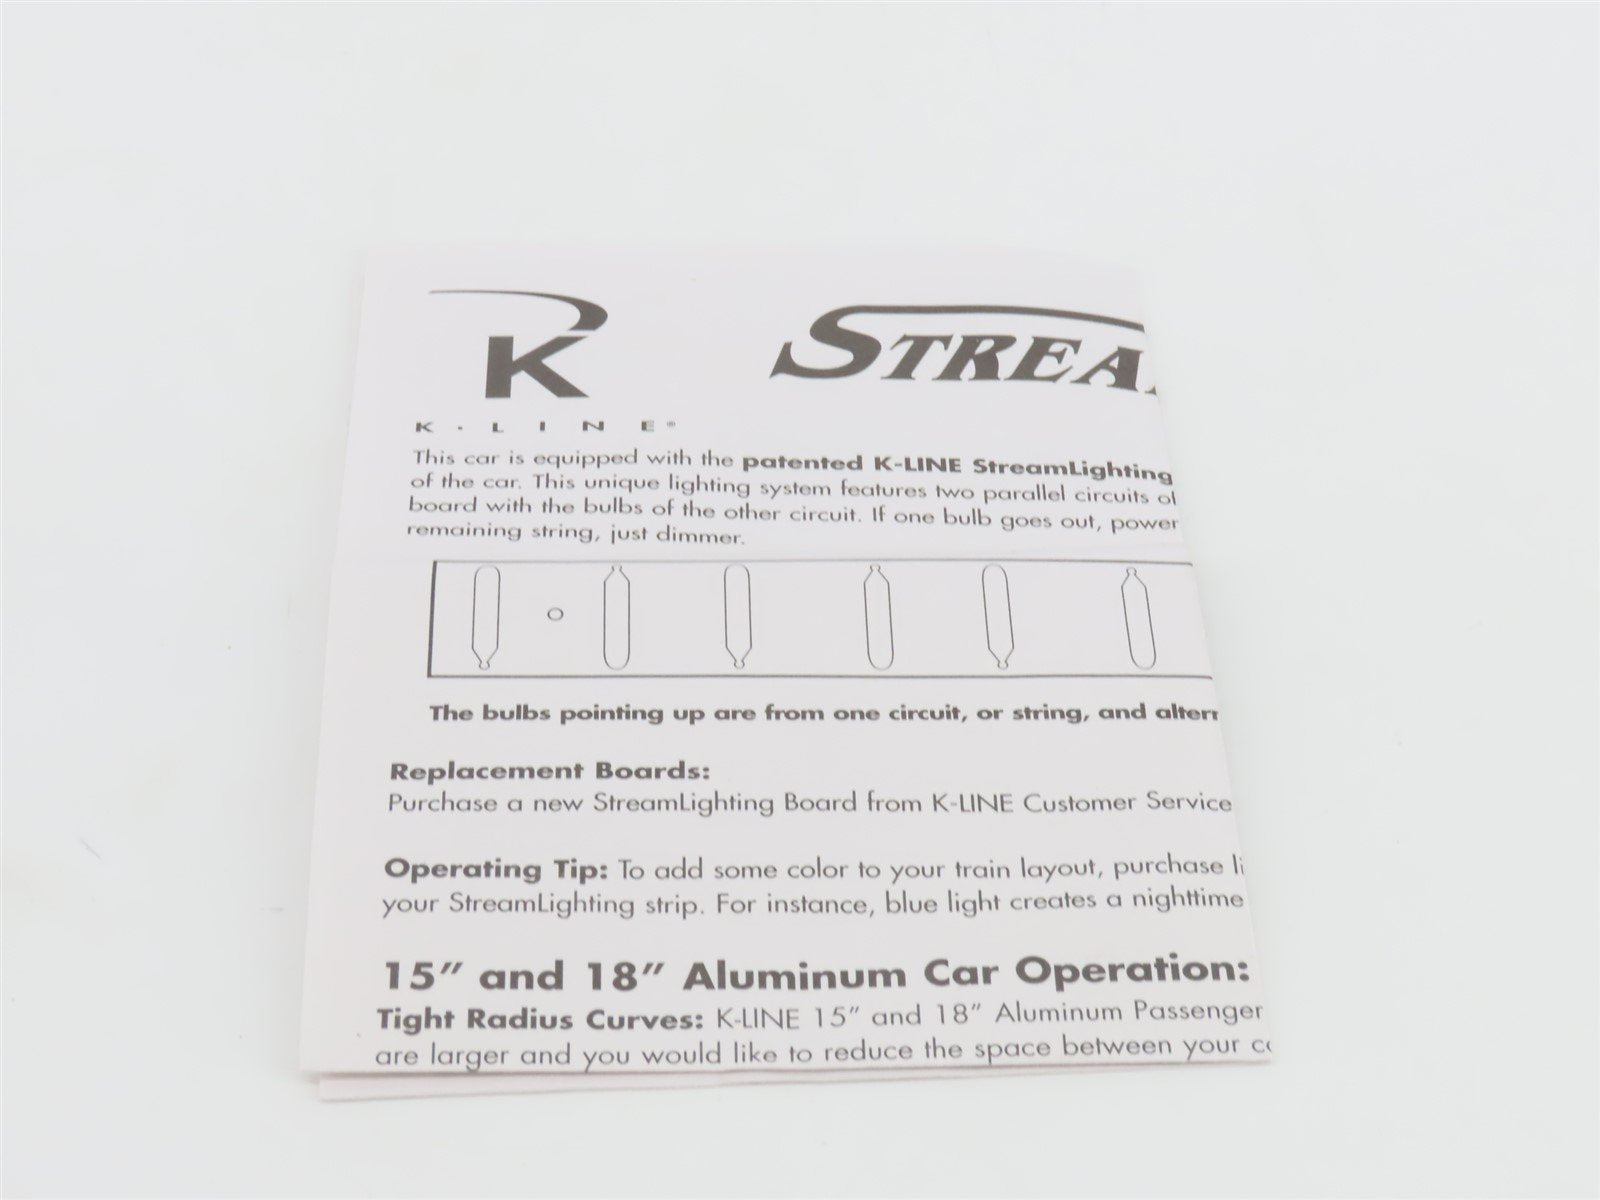 K
STREA
K-LINE®
This car is equipped with the patented K-LINE StreamLighting
of the car. This unique lighting system features two parallel circuits
board with the bulbs of the other circuit. If one bulb goes out, power
remaining string, just dimmer.
The bulbs pointing up are from one circuit, or string, and
Replacement Boards:
Purchase a new StreamLighting Board from K-LINE Customer Service
Operating Tip: To add some color to your train layout, purchase
your StreamLighting strip. For instance, blue light creates a nighttime
15" and 18" Aluminum Car Operation:
Tight Radius Curves: K-LINE 15" and 18" Aluminum Passenger
are larger and you would like to reduce the space between your